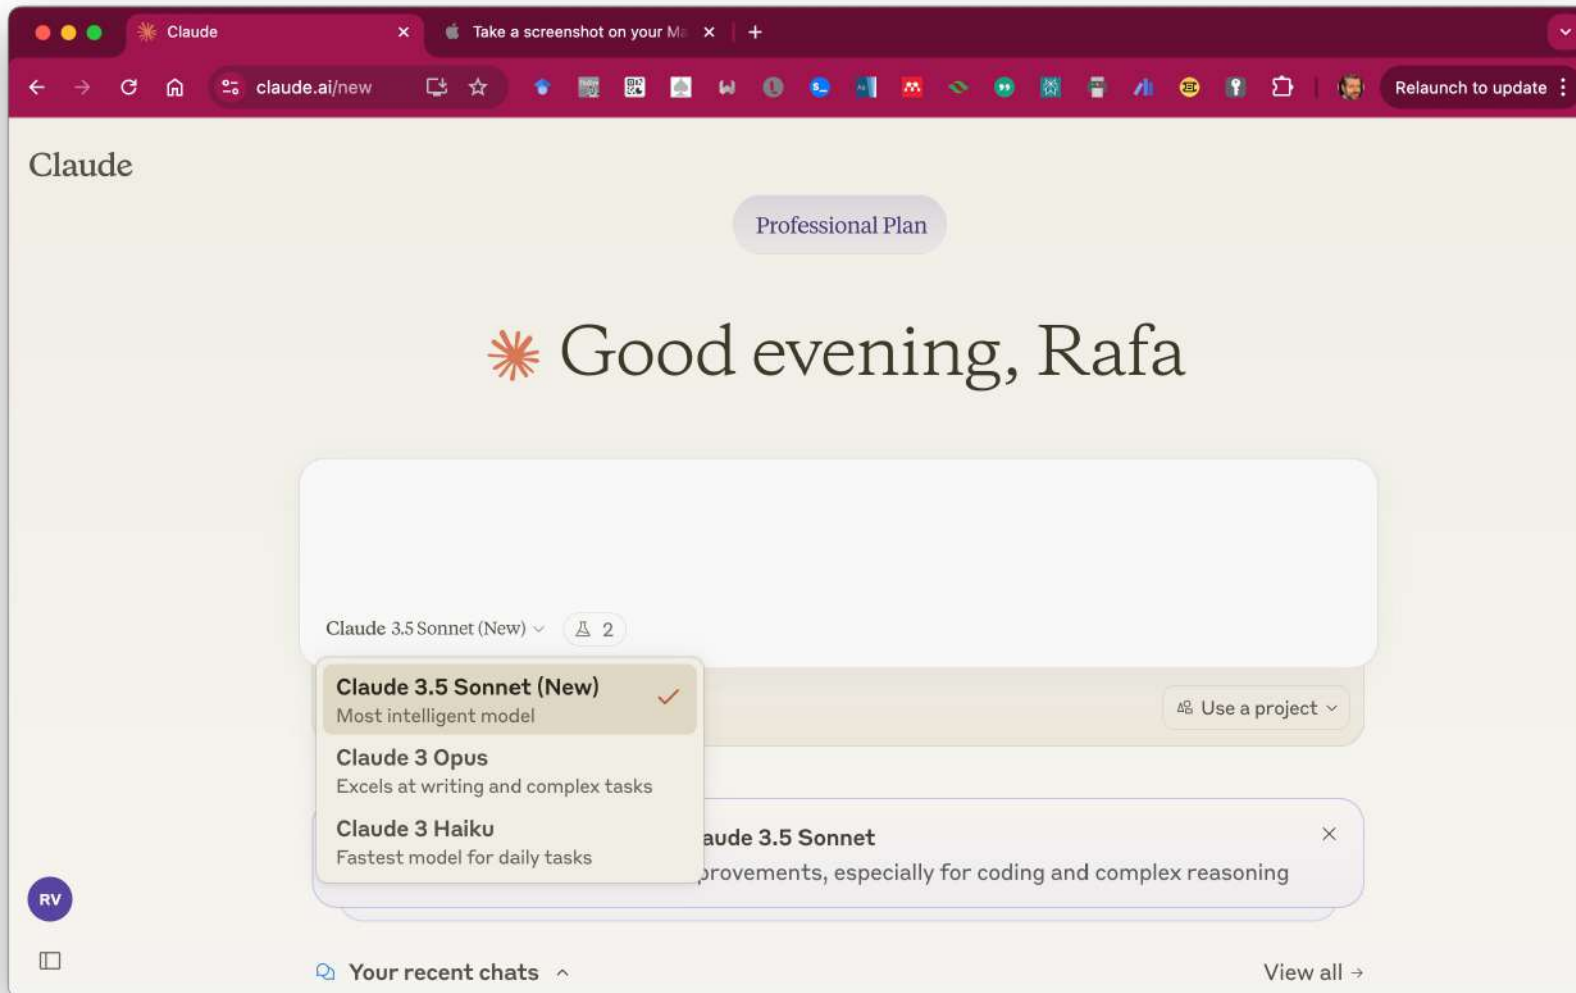 Claude
Take a screenshot on your Ma
claude.ai/new
Relaunch to update
Claude
Professional Plan
Good evening, Rafa
Claude 3.5 Sonnet (New)
2
Claude 3.5 Sonnet (New)
Most intelligent model
Use a project
Claude 3 Opus
Excels at writing and complex tasks
Claude 3 Haiku
Fastest model for daily tasks
aude 3.5 Sonnet
provements, especially for coding and complex reasoning
RV
Your recent chats
View all